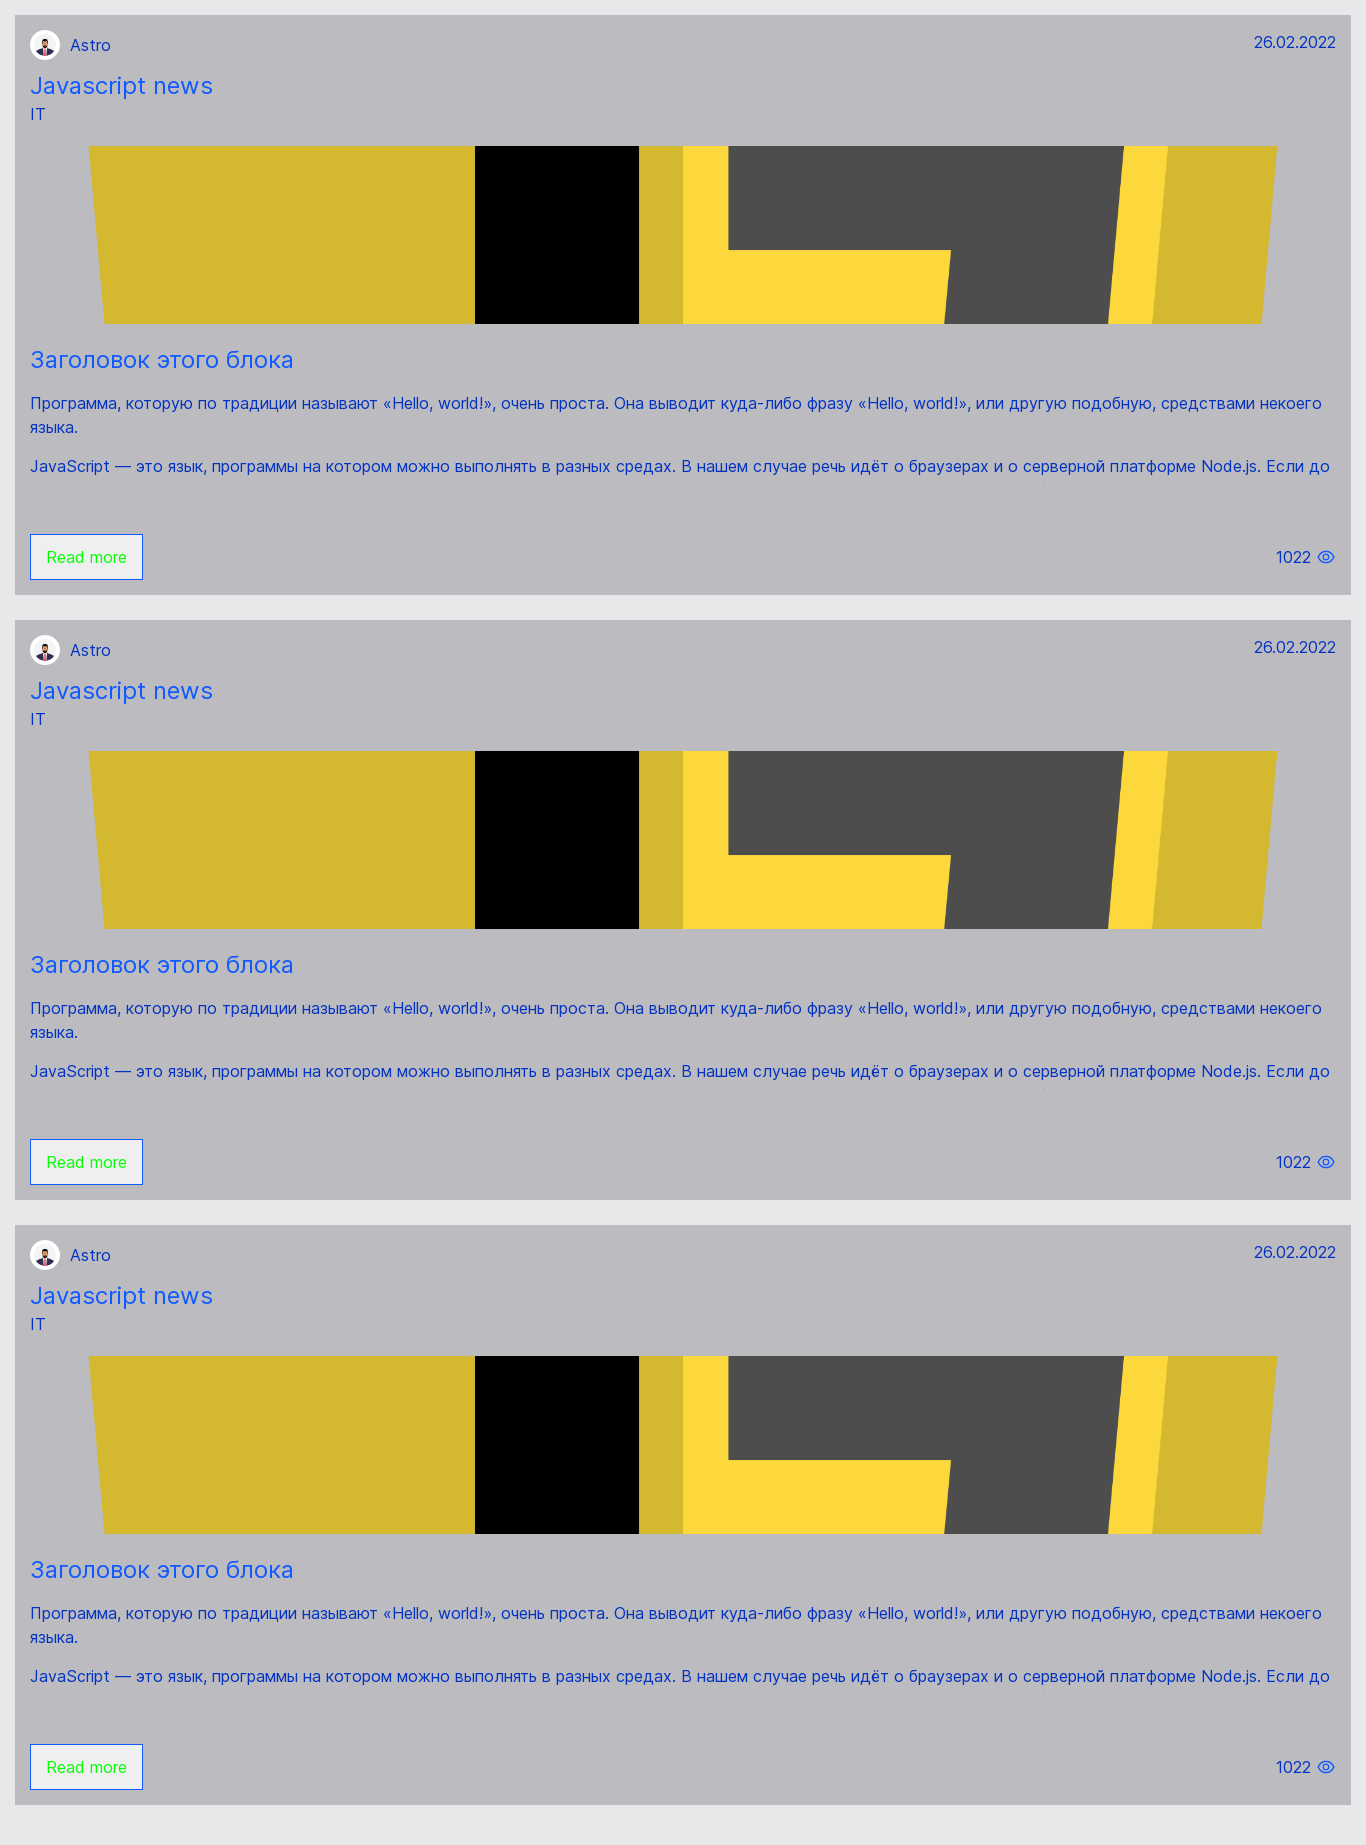 Astro
26.02.2022
Javascript news
IT
Заголовок этого блока
Программа, которую по традиции называют «Hello, world!», очень проста. Она выводит куда-либо фразу «Hello, world!», или другую подобную, средствами некоего
языка.
JavaScript — это язык, программы на котором можно выполнять в разных средах. В нашем случае речь идёт о браузерах и о серверной платформе Node.js. Если до
Read more
1022
Astro
26.02.2022
Javascript news
IT
Заголовок этого блока
Программа, которую по традиции называют «Hello, world!», очень проста. Она выводит куда-либо фразу «Hello, world!», или другую подобную, средствами некоего
языка.
JavaScript — это язык, программы на котором можно выполнять в разных средах. В нашем случае речь идёт о браузерах и о серверной платформе Node.js. Если до
Read more
1022
Astro
26.02.2022
Javascript news
IT
Заголовок этого блока
Программа, которую по традиции называют «Hello, world!», очень проста. Она выводит куда-либо фразу «Hello, world!», или другую подобную, средствами некоего
языка.
JavaScript — это язык, программы на котором можно выполнять в разных средах. В нашем случае речь идёт о браузерах и о серверной платформе Node.js. Если до
Read more
1022